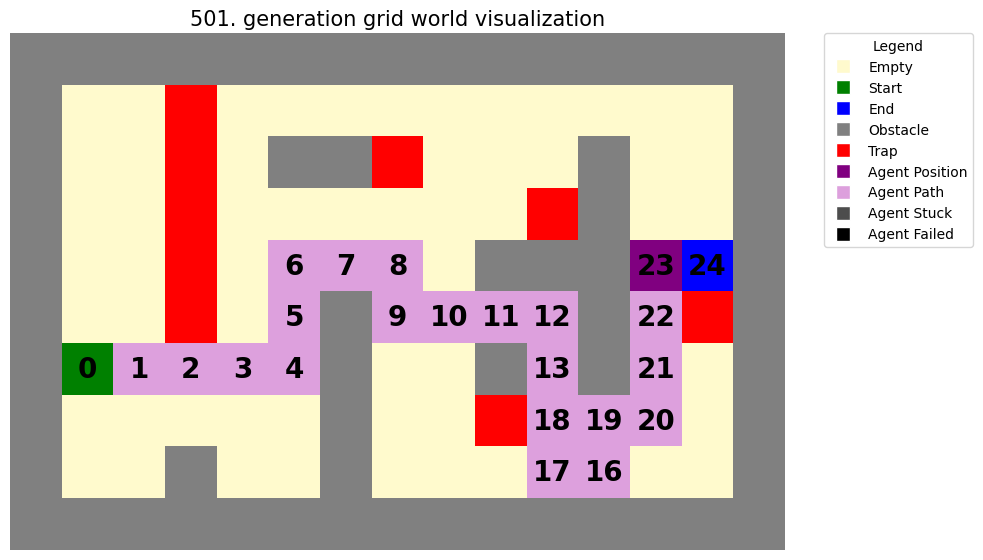 501. generation grid world visualization
Legend
Empty
Start
End
Obstacle
Trap
Agent Position
Agent Path
Agent Stuck
Agent Failed
6 7 8 23 24
5 9 10 11 12 22
0 1 2 3 4 13 21
18 19 20
17 16